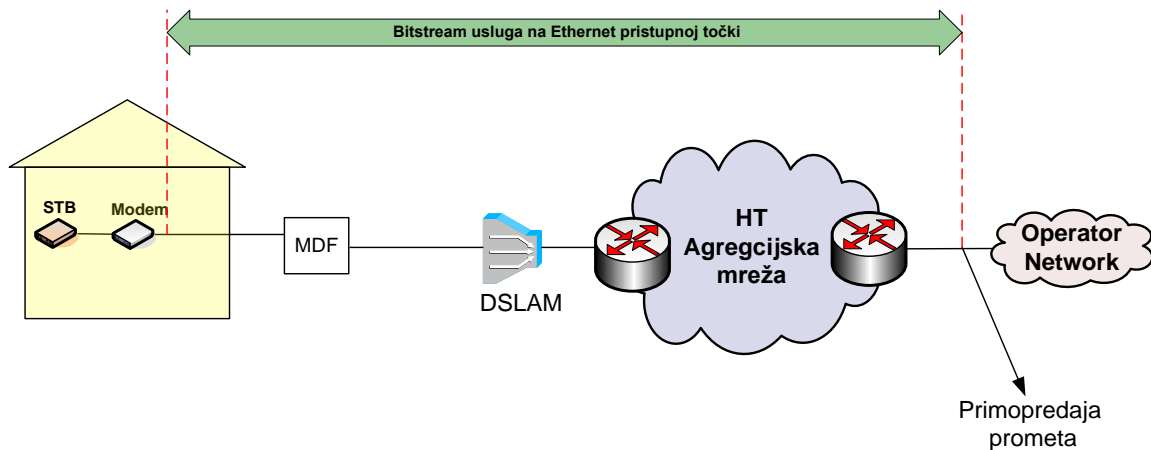 Bitstream usluga na Ethernet pristupnoj točki
STB
Modem
MDF
DSLAM
HT
Agregcijska
mreža
Operator
Network
Primopredaja
prometa